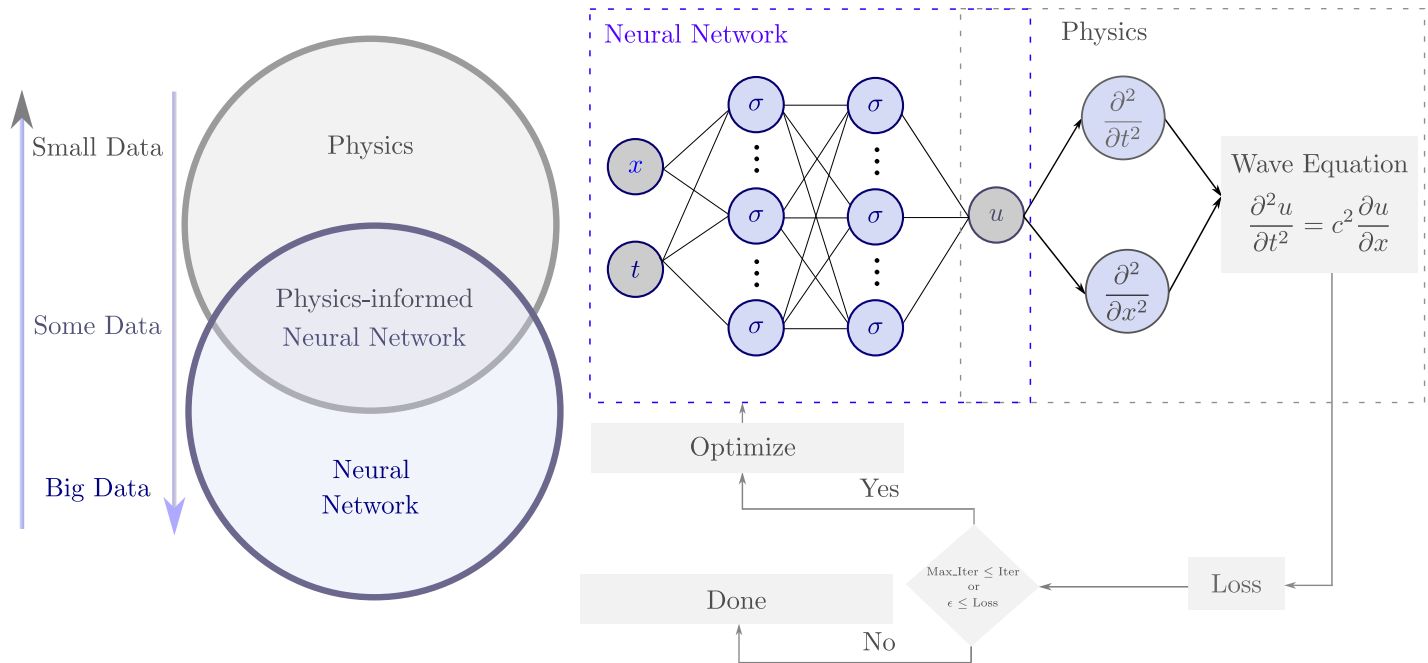 Small Data
Some Data
Big Data
Physics
Physics-informed
Neural Network
Neural
Network
Neural Network
Physics
x
t
σ
σ
σ
σ
σ
σ
u
∂²
∂t²
∂²
∂x²
Wave Equation
∂²u/∂t² = c² ∂u/∂x
Optimize
Yes
Max_Iter ≤ Iter
or
ϵ ≤ Loss
Loss
Done
No